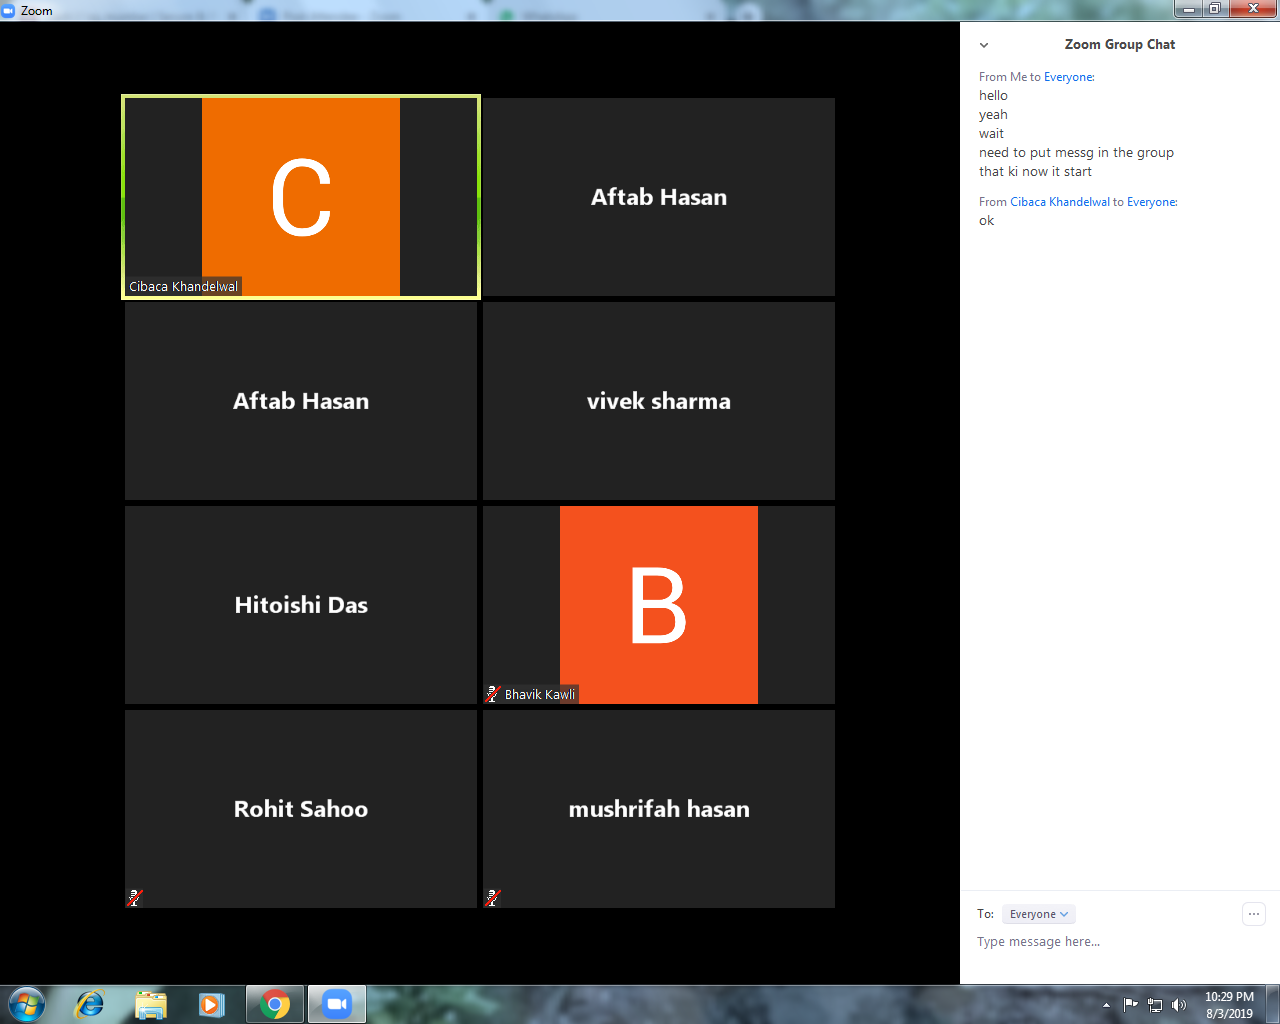 Zoom
C
Cibaca Khandelwal
Aftab Hasan
Aftab Hasan
vivek sharma
Hitoishi Das
B
Bhavik Kawli
Rohit Sahoo
mushrifah hasan
Zoom Group Chat
From Me to Everyone:
hello
yeah
wait
need to put messg in the group
that ki now it start
From Cibaca Khandelwal to Everyone:
ok
To: Everyone
Type message here...
10:29 PM
8/3/2019